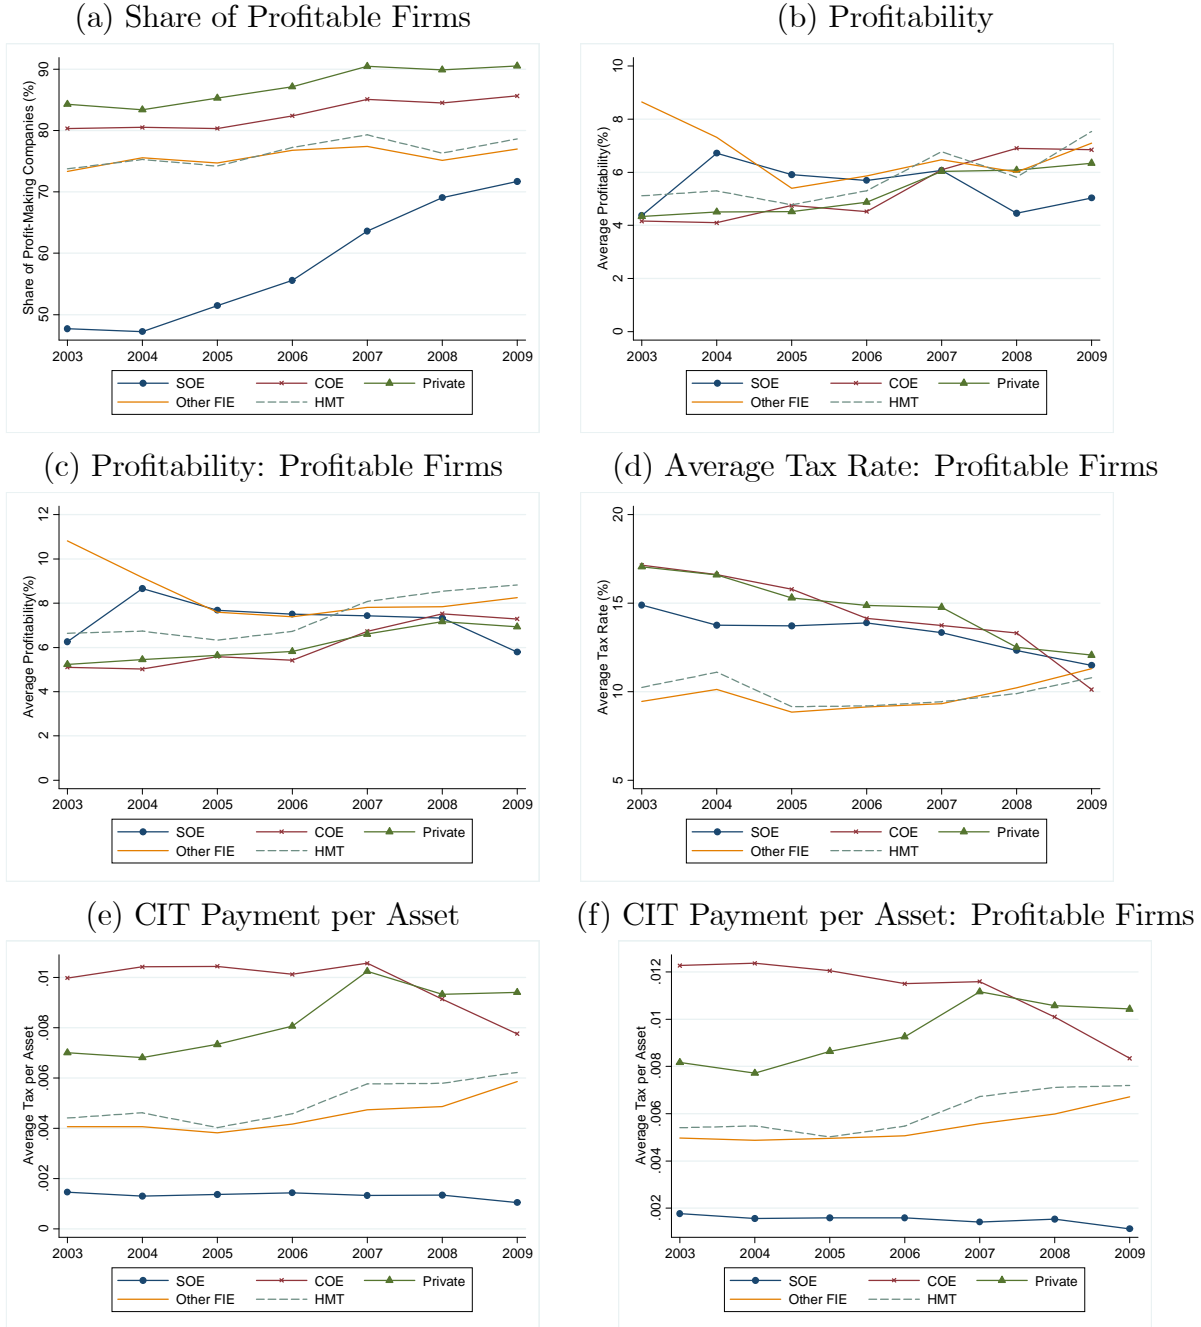 (a) Share of Profitable Firms
Share of Profit-Making Companies (%)
90
80
70
60
50
2003 2004 2005 2006 2007 2008 2009
SOE COE Private
Other FIE HMT
(b) Profitability
Average Profitability(%)
10
8
6
4
2
0
2003 2004 2005 2006 2007 2008 2009
SOE COE Private
Other FIE HMT
(c) Profitability: Profitable Firms
Average Profitability(%)
12
10
8
6
4
2
0
2003 2004 2005 2006 2007 2008 2009
SOE COE Private
Other FIE HMT
(d) Average Tax Rate: Profitable Firms
Average Tax Rate (%)
20
15
10
5
2003 2004 2005 2006 2007 2008 2009
SOE COE Private
Other FIE HMT
(e) CIT Payment per Asset
Average Tax per Asset
.01
.008
.006
.004
.002
0
2003 2004 2005 2006 2007 2008 2009
SOE COE Private
Other FIE HMT
(f) CIT Payment per Asset: Profitable Firms
Average Tax per Asset
.012
.01
.008
.006
.004
.002
2003 2004 2005 2006 2007 2008 2009
SOE COE Private
Other FIE HMT